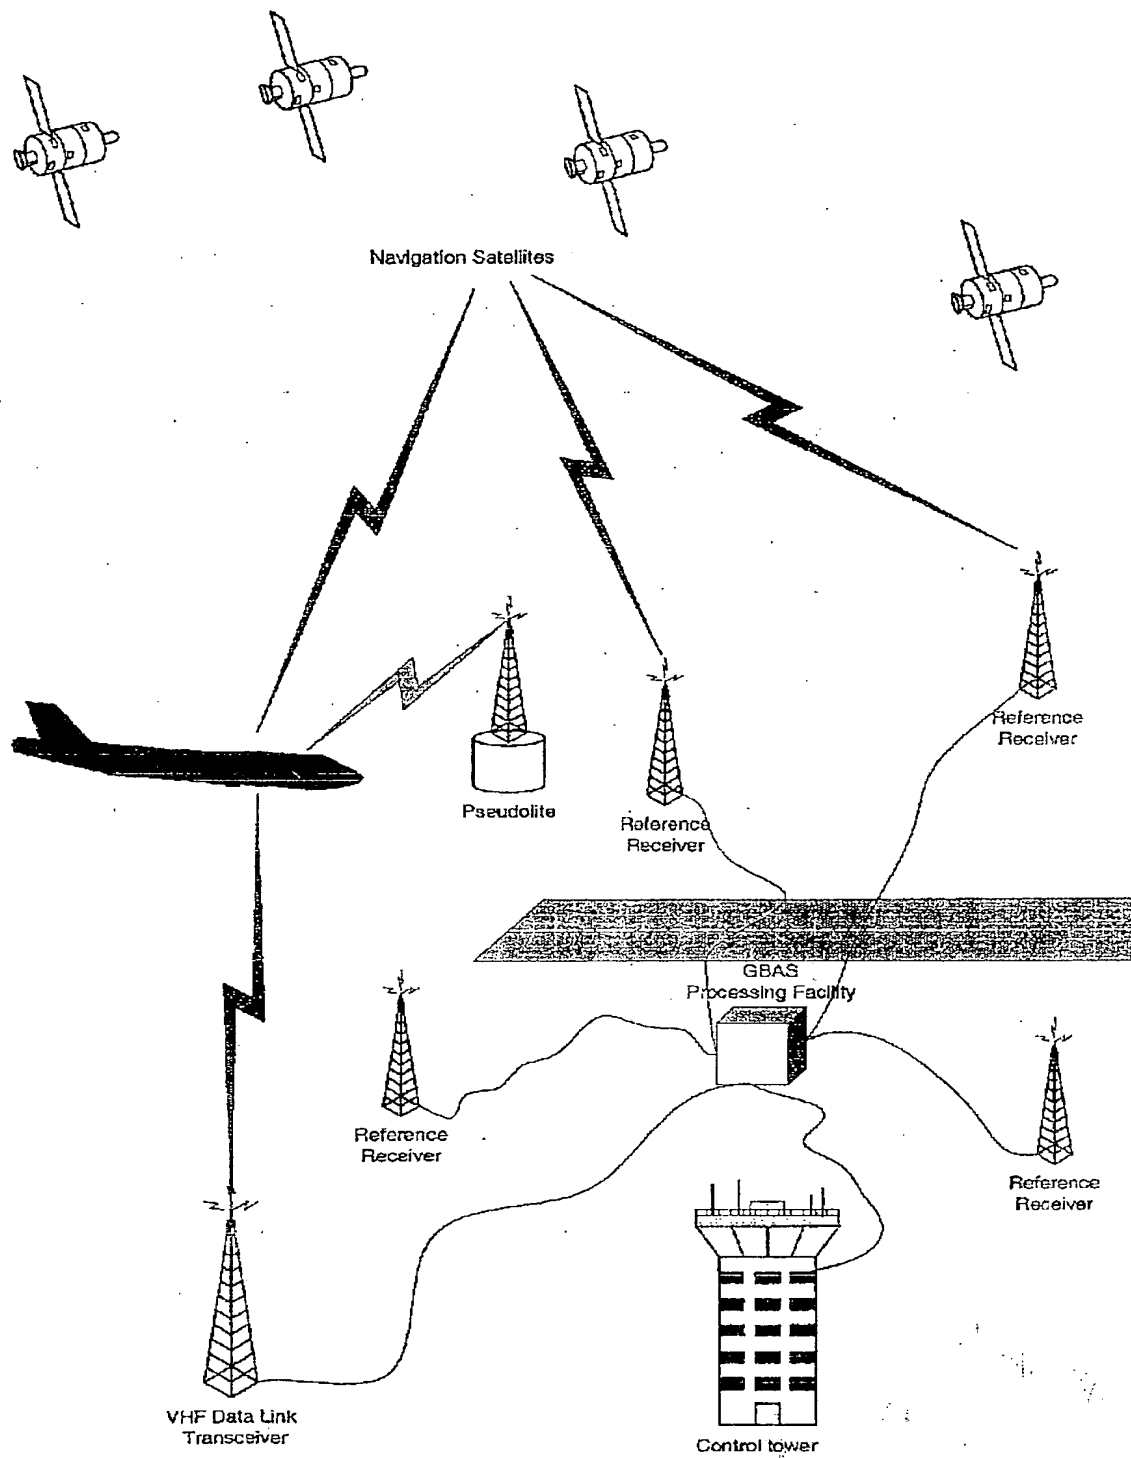 Navigation Satellites
Reference
Receiver
Pseudolite
Reference
Receiver
GBAS
Processing Facility
Reference
Receiver
Reference
Receiver
VHF Data Link
Transceiver
Control tower